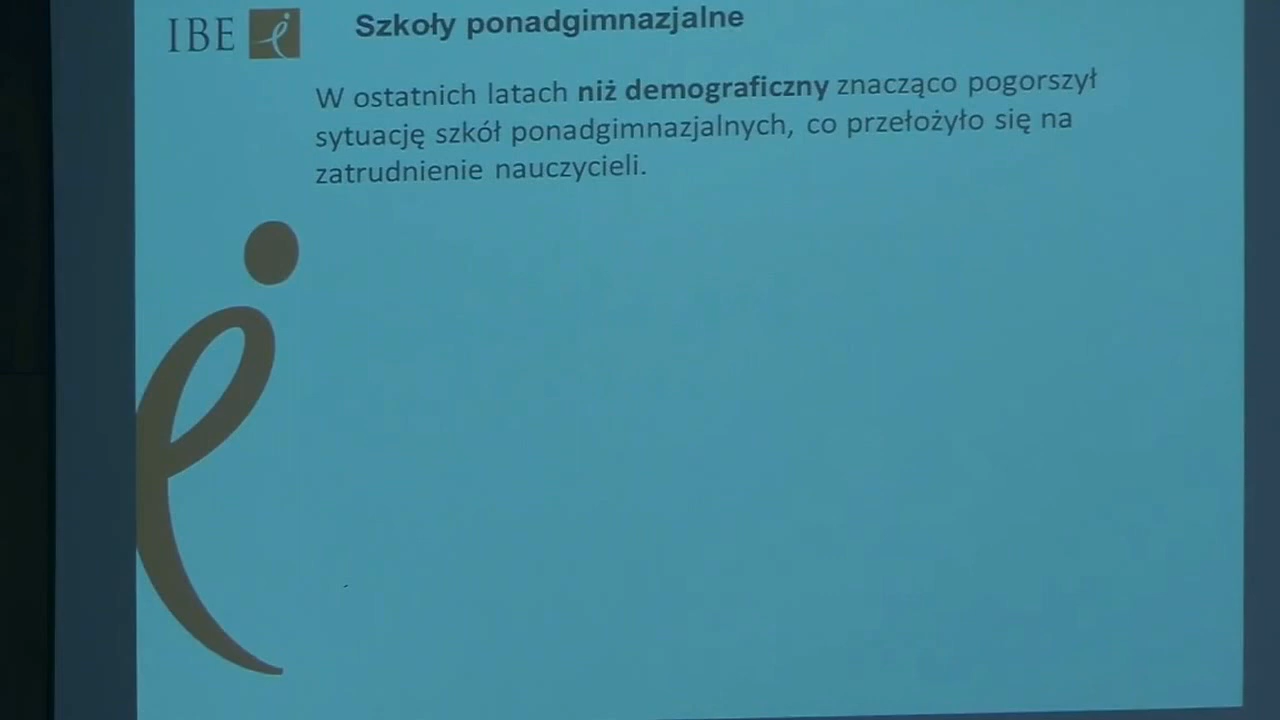 IBE
Szkoły ponadgimnazjalne
W ostatnich latach niż demograficzny znacząco pogorszył
sytuację szkół ponadgimnazjalnych, co przełożyło się na
zatrudnienie nauczycieli.